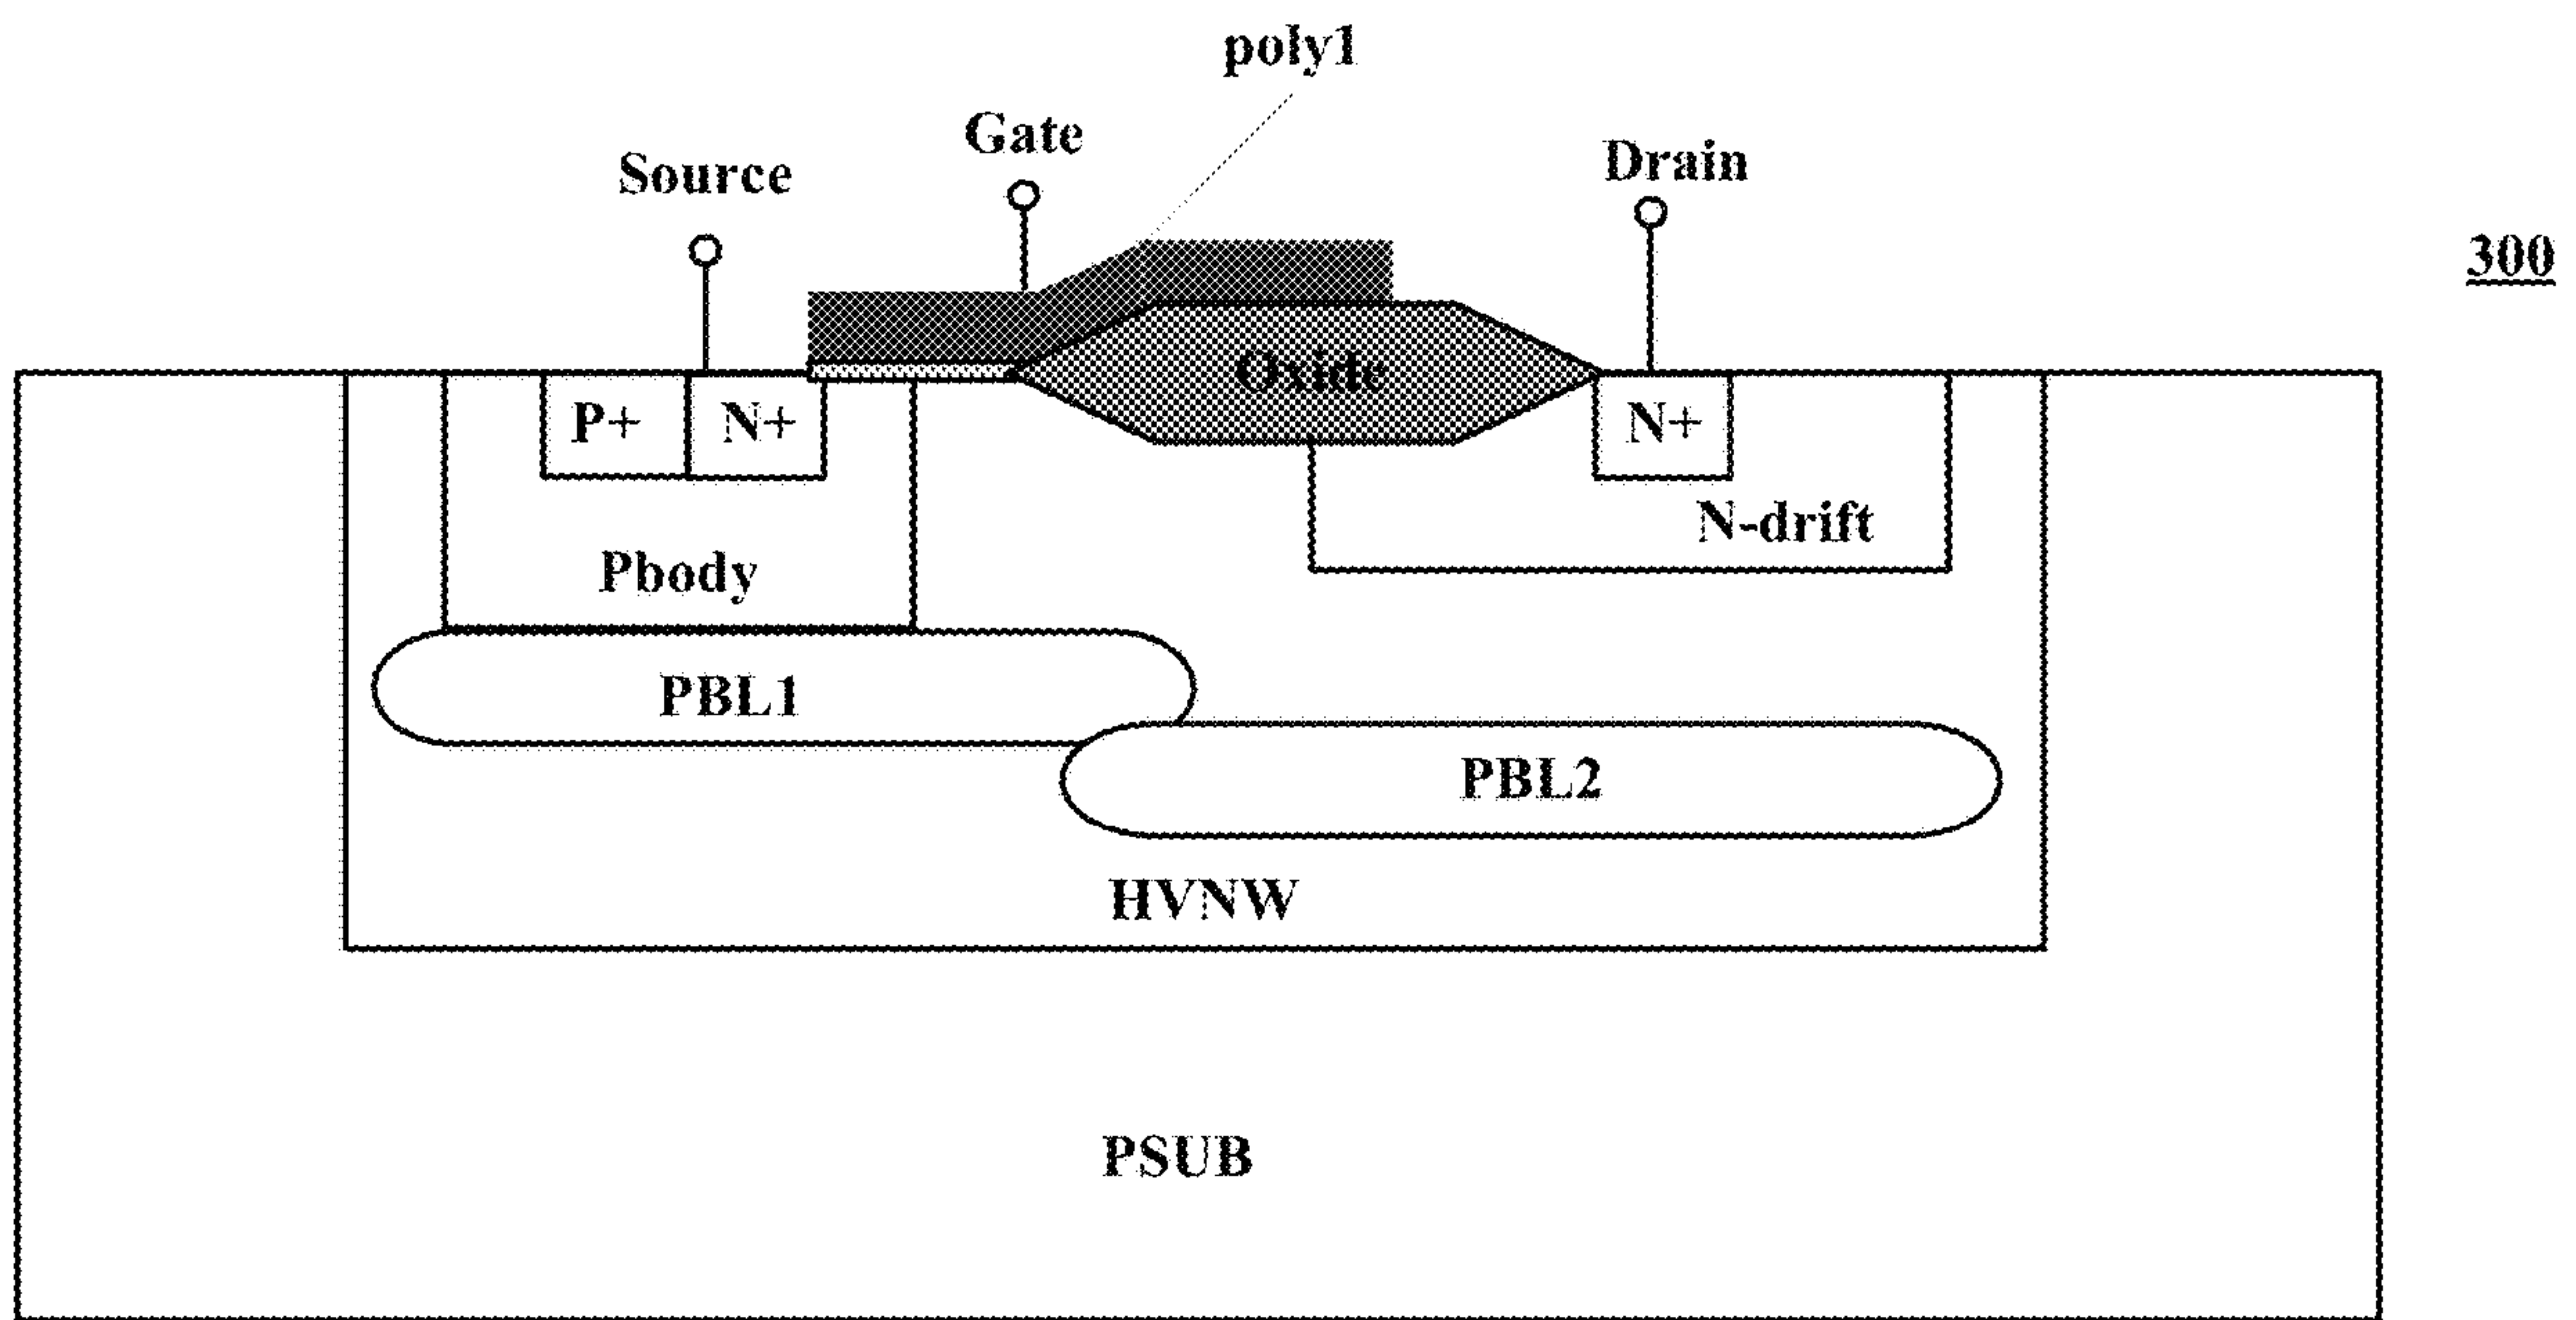 poly1
Gate
Source
Drain
300
Oxide
P+
N+
N+
N-drift
Pbody
PBL1
PBL2
HVNW
PSUB